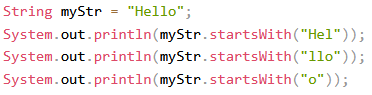 String myStr = "Hello";
System.out.println(myStr.startsWith("Hel"));
System.out.println(myStr.startsWith("llo"));
System.out.println(myStr.startsWith("o"));